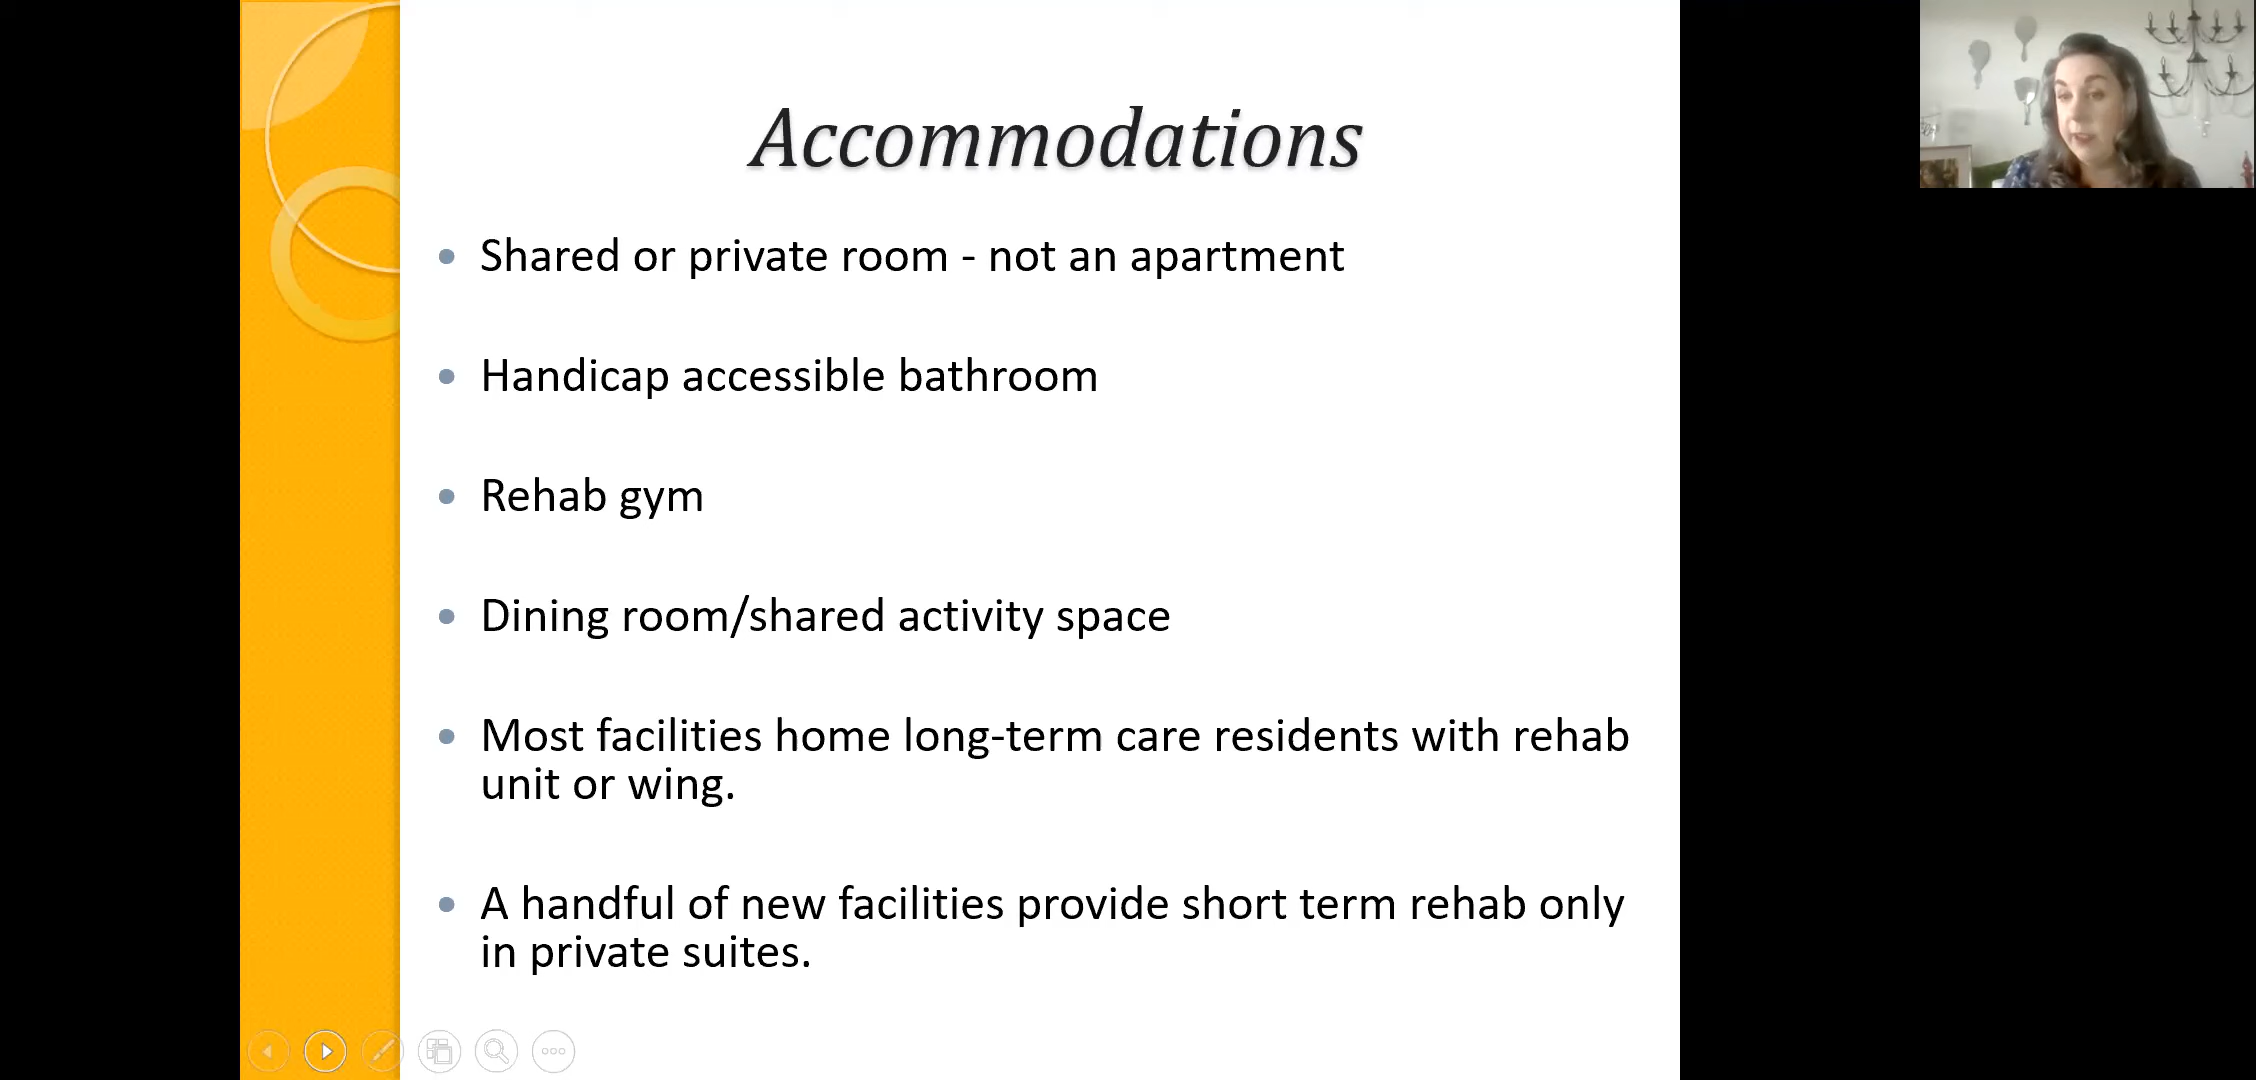 Accommodations
• Shared or private room - not an apartment
• Handicap accessible bathroom
• Rehab gym
• Dining room/shared activity space
• Most facilities home long-term care residents with rehab
unit or wing.
• A handful of new facilities provide short term rehab only
in private suites.